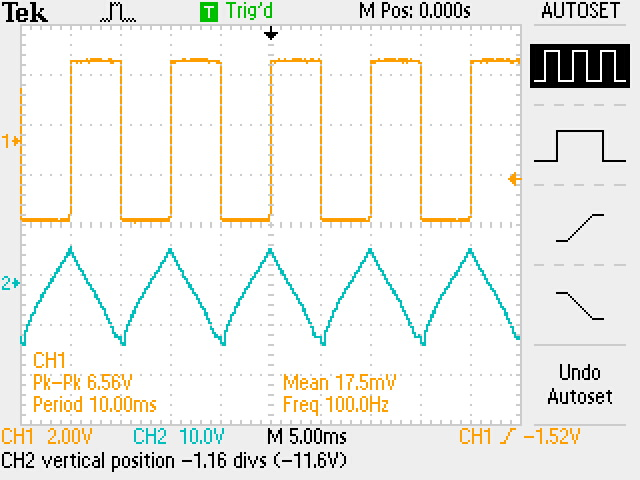 Tek T Trig'd M Pos: 0.000s AUTOSET
1
2
CH1
Pk-Pk 6.56V Mean 17.5mV
Period 10.00ms Freq 100.0Hz
Undo
Autoset
CH1 2.00V CH2 10.0V M 5.00ms CH1 -1.52V
CH2 vertical position -1.16 divs (-11.6V)